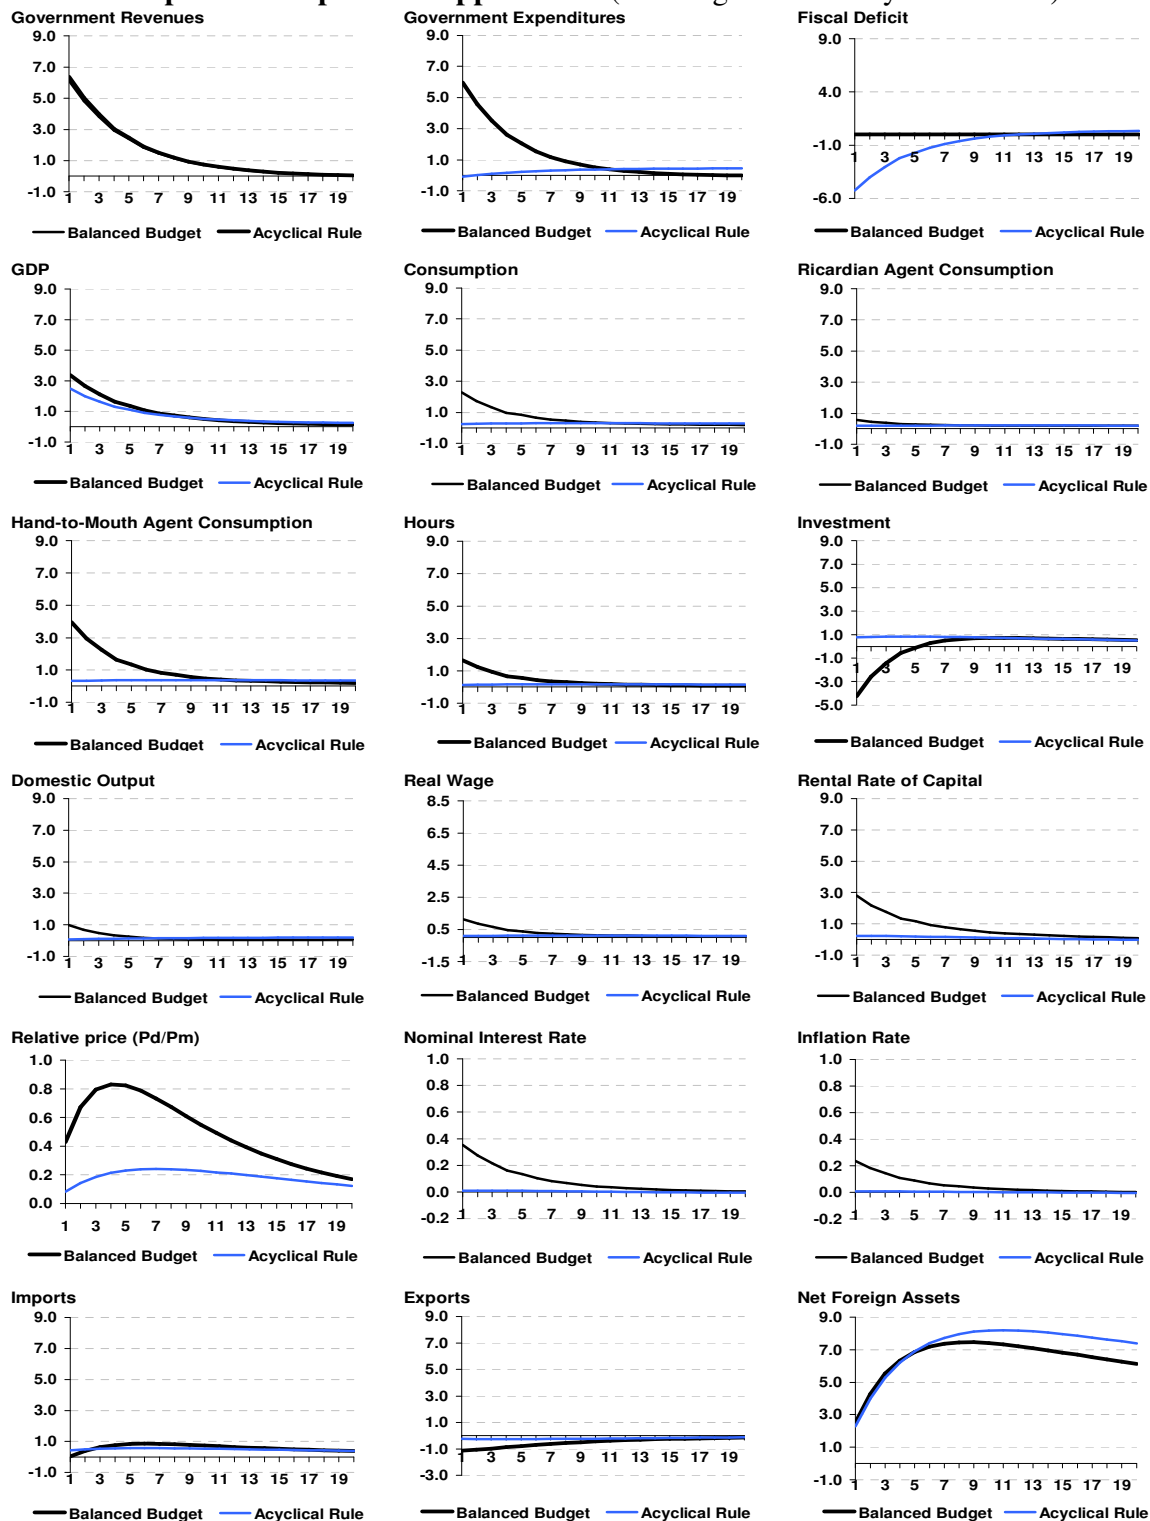 Government Revenues
9.0
7.0
5.0
3.0
1.0
-1.0
1 3 5 7 9 11 13 15 17 19
Balanced Budget Acyclical Rule
Government Expenditures
9.0
7.0
5.0
3.0
1.0
-1.0
1 3 5 7 9 11 13 15 17 19
Balanced Budget Acyclical Rule
Fiscal Deficit
9.0
4.0
-1.0
-6.0
1 3 5 7 9 11 13 15 17 19
Balanced Budget Acyclical Rule
GDP
9.0
7.0
5.0
3.0
1.0
-1.0
1 3 5 7 9 11 13 15 17 19
Balanced Budget Acyclical Rule
Consumption
9.0
7.0
5.0
3.0
1.0
-1.0
1 3 5 7 9 11 13 15 17 19
Balanced Budget Acyclical Rule
Ricardian Agent Consumption
9.0
7.0
5.0
3.0
1.0
-1.0
1 3 5 7 9 11 13 15 17 19
Balanced Budget Acyclical Rule
Hand-to-Mouth Agent Consumption
9.0
7.0
5.0
3.0
1.0
-1.0
1 3 5 7 9 11 13 15 17 19
Balanced Budget Acyclical Rule
Hours
9.0
7.0
5.0
3.0
1.0
-1.0
1 3 5 7 9 11 13 15 17 19
Balanced Budget Acyclical Rule
Investment
9.0
7.0
5.0
3.0
1.0
-1.0
-3.0
-5.0
1 3 5 7 9 11 13 15 17 19
Balanced Budget Acyclical Rule
Domestic Output
9.0
7.0
5.0
3.0
1.0
-1.0
1 3 5 7 9 11 13 15 17 19
Balanced Budget Acyclical Rule
Real Wage
8.5
6.5
4.5
2.5
0.5
-1.5
1 3 5 7 9 11 13 15 17 19
Balanced Budget Acyclical Rule
Rental Rate of Capital
9.0
7.0
5.0
3.0
1.0
-1.0
1 3 5 7 9 11 13 15 17 19
Balanced Budget Acyclical Rule
Relative price (Pd/Pm)
1.0
0.8
0.6
0.4
0.2
0.0
1 3 5 7 9 11 13 15 17 19
Balanced Budget Acyclical Rule
Nominal Interest Rate
1.0
0.8
0.6
0.4
0.2
0.0
-0.2
1 3 5 7 9 11 13 15 17 19
Balanced Budget Acyclical Rule
Inflation Rate
1.0
0.8
0.6
0.4
0.2
0.0
-0.2
1 3 5 7 9 11 13 15 17 19
Balanced Budget Acyclical Rule
Imports
9.0
7.0
5.0
3.0
1.0
-1.0
1 3 5 7 9 11 13 15 17 19
Balanced Budget Acyclical Rule
Exports
9.0
7.0
5.0
3.0
1.0
-1.0
-3.0
1 3 5 7 9 11 13 15 17 19
Balanced Budget Acyclical Rule
Net Foreign Assets
9.0
7.0
5.0
3.0
1.0
-1.0
1 3 5 7 9 11 13 15 17 19
Balanced Budget Acyclical Rule